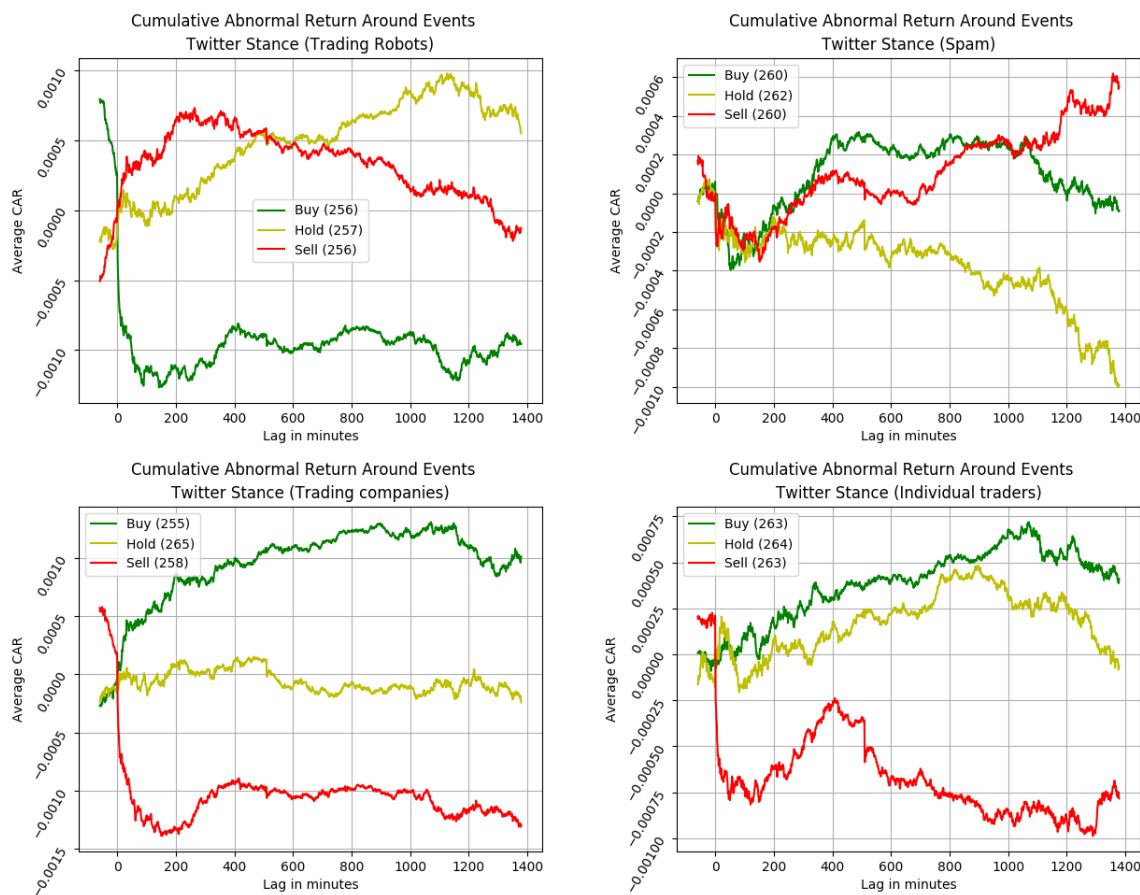 Cumulative Abnormal Return Around Events
Twitter Stance (Trading Robots)
Average CAR
0.0010
0.0005
0.0000
−0.0005
−0.0010
Buy (256)
Hold (257)
Sell (256)
0 200 400 600 800 1000 1200 1400
Lag in minutes
Cumulative Abnormal Return Around Events
Twitter Stance (Spam)
Average CAR
0.0006
0.0004
0.0002
0.0000
−0.0002
−0.0004
−0.0006
−0.0008
−0.0010
Buy (260)
Hold (262)
Sell (260)
0 200 400 600 800 1000 1200 1400
Lag in minutes
Cumulative Abnormal Return Around Events
Twitter Stance (Trading companies)
Average CAR
0.0010
0.0005
0.0000
−0.0005
−0.0010
−0.0015
Buy (255)
Hold (265)
Sell (258)
0 200 400 600 800 1000 1200 1400
Lag in minutes
Cumulative Abnormal Return Around Events
Twitter Stance (Individual traders)
Average CAR
0.00075
0.00050
0.00025
0.00000
−0.00025
−0.00050
−0.00075
−0.00100
Buy (263)
Hold (264)
Sell (263)
0 200 400 600 800 1000 1200 1400
Lag in minutes